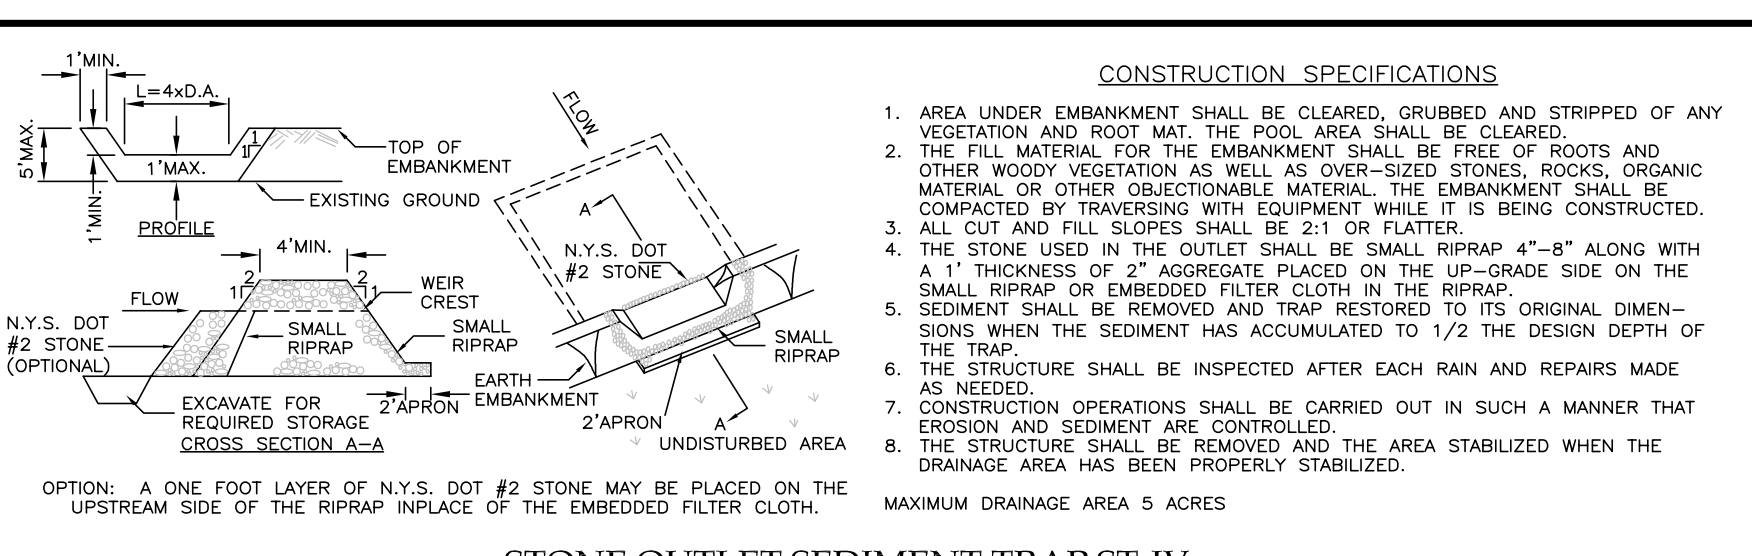 1'MIN.
L=4xD.A.
5'MAX.
1'MAX.
1'MIN.
1
1
TOP OF
EMBANKMENT
EXISTING GROUND
PROFILE
4'MIN.
2
1
2
1
FLOW
WEIR
CREST
N.Y.S. DOT
#2 STONE
(OPTIONAL)
SMALL
RIPRAP
SMALL
RIPRAP
EXCAVATE FOR
REQUIRED STORAGE
2'APRON
CROSS SECTION A-A
FLOW
A
N.Y.S. DOT
#2 STONE
SMALL
RIPRAP
EARTH
EMBANKMENT
2'APRON
A
UNDISTURBED AREA
OPTION: A ONE FOOT LAYER OF N.Y.S. DOT #2 STONE MAY BE PLACED ON THE
UPSTREAM SIDE OF THE RIPRAP INPLACE OF THE EMBEDDED FILTER CLOTH.
CONSTRUCTION SPECIFICATIONS
1. AREA UNDER EMBANKMENT SHALL BE CLEARED, GRUBBED AND STRIPPED OF ANY
VEGETATION AND ROOT MAT. THE POOL AREA SHALL BE CLEARED.
2. THE FILL MATERIAL FOR THE EMBANKMENT SHALL BE FREE OF ROOTS AND
OTHER WOODY VEGETATION AS WELL AS OVER-SIZED STONES, ROCKS, ORGANIC
MATERIAL OR OTHER OBJECTIONABLE MATERIAL. THE EMBANKMENT SHALL BE
COMPACTED BY TRAVERSING WITH EQUIPMENT WHILE IT IS BEING CONSTRUCTED.
3. ALL CUT AND FILL SLOPES SHALL BE 2:1 OR FLATTER.
4. THE STONE USED IN THE OUTLET SHALL BE SMALL RIPRAP 4"-8" ALONG WITH
A 1' THICKNESS OF 2" AGGREGATE PLACED ON THE UP-GRADE SIDE ON THE
SMALL RIPRAP OR EMBEDDED FILTER CLOTH IN THE RIPRAP.
5. SEDIMENT SHALL BE REMOVED AND TRAP RESTORED TO ITS ORIGINAL DIMEN-
SIONS WHEN THE SEDIMENT HAS ACCUMULATED TO 1/2 THE DESIGN DEPTH OF
THE TRAP.
6. THE STRUCTURE SHALL BE INSPECTED AFTER EACH RAIN AND REPAIRS MADE
AS NEEDED.
7. CONSTRUCTION OPERATIONS SHALL BE CARRIED OUT IN SUCH A MANNER THAT
EROSION AND SEDIMENT ARE CONTROLLED.
8. THE STRUCTURE SHALL BE REMOVED AND THE AREA STABILIZED WHEN THE
DRAINAGE AREA HAS BEEN PROPERLY STABILIZED.
MAXIMUM DRAINAGE AREA 5 ACRES
STONE OUTLET SEDIMENT TRAP